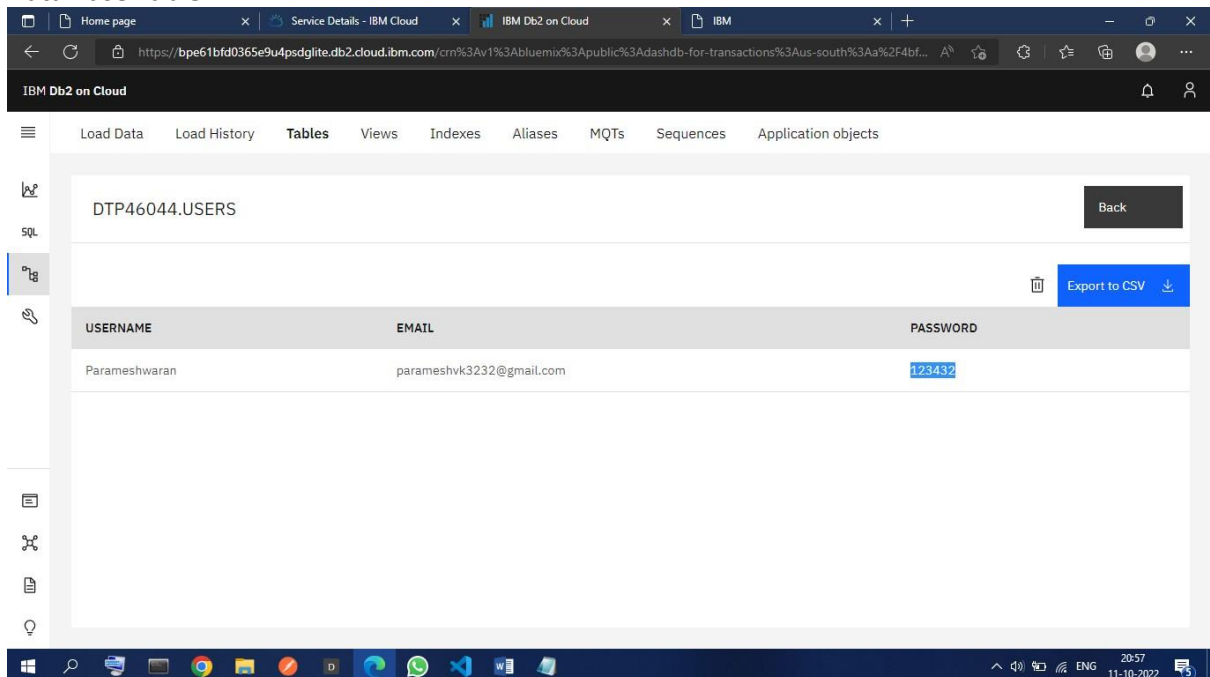 Home page
Service Details - IBM Cloud
IBM Db2 on Cloud
IBM
https://bpe61bfd0365e9u4psdglite.db2.cloud.ibm.com/crn%3Av1%3Abluemix%3Apublic%3Adashdb-for-transactions%3Aus-south%3Aa%2F4bf...
IBM Db2 on Cloud
Load Data Load History Tables Views Indexes Aliases MQTs Sequences Application objects
DTP46044.USERS
Back
SQL
Export to CSV
USERNAME EMAIL PASSWORD
Parameshwaran parameshvk3232@gmail.com 123432
ENG
20:57
11-10-2022